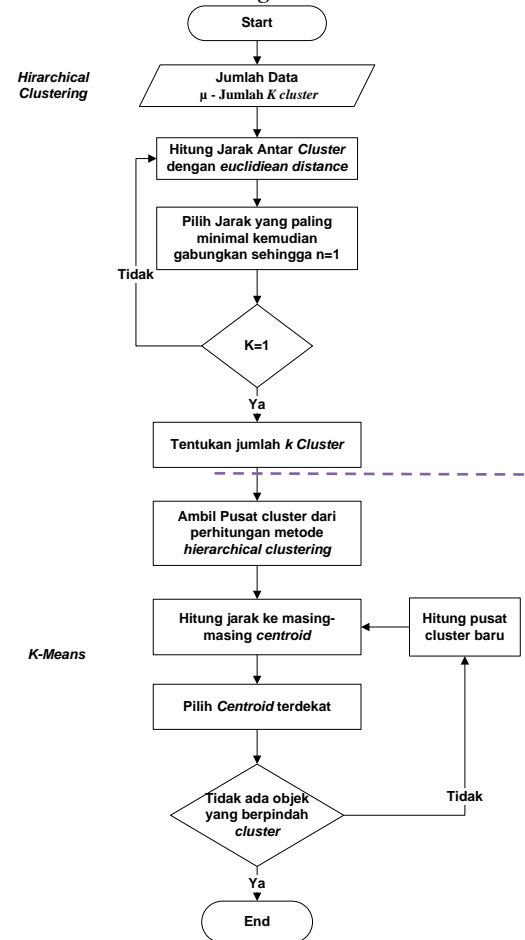 Start
Hirarchical
Clustering
Jumlah Data
µ - Jumlah K cluster
Hitung Jarak Antar Cluster
dengan euclidiean distance
Pilih Jarak yang paling
minimal kemudian
gabungkan sehingga n=1
Tidak
K=1
Ya
Tentukan jumlah k Cluster
Ambil Pusat cluster dari
perhitungan metode
hierarchical clustering
Hitung jarak ke masing-
masing centroid
Hitung pusat
cluster baru
K-Means
Pilih Centroid terdekat
Tidak ada objek
yang berpindah
cluster
Tidak
Ya
End